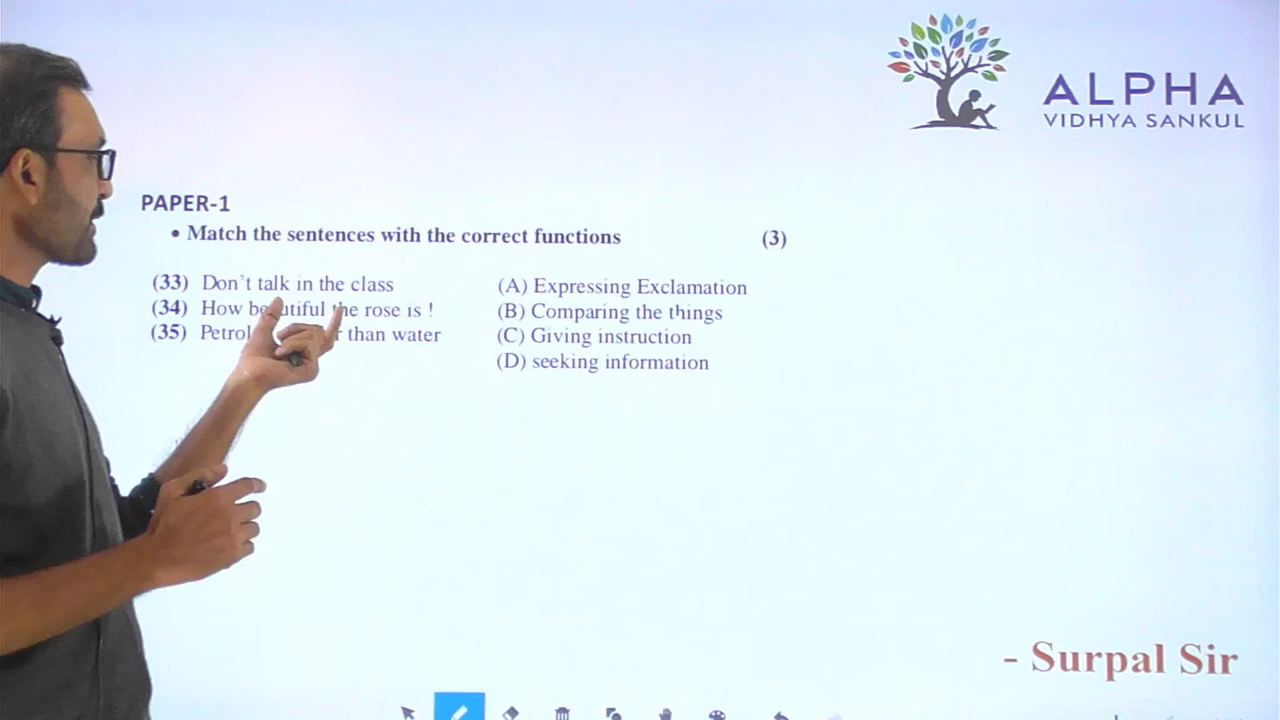 ALPHA
VIDHYA SANKUL
PAPER-1
• Match the sentences with the correct functions (3)
(33) Don't talk in the class (A) Expressing Exclamation
(34) How beautiful the rose is ! (B) Comparing the things
(35) Petrol than water (C) Giving instruction
(D) seeking information
- Surpal Sir